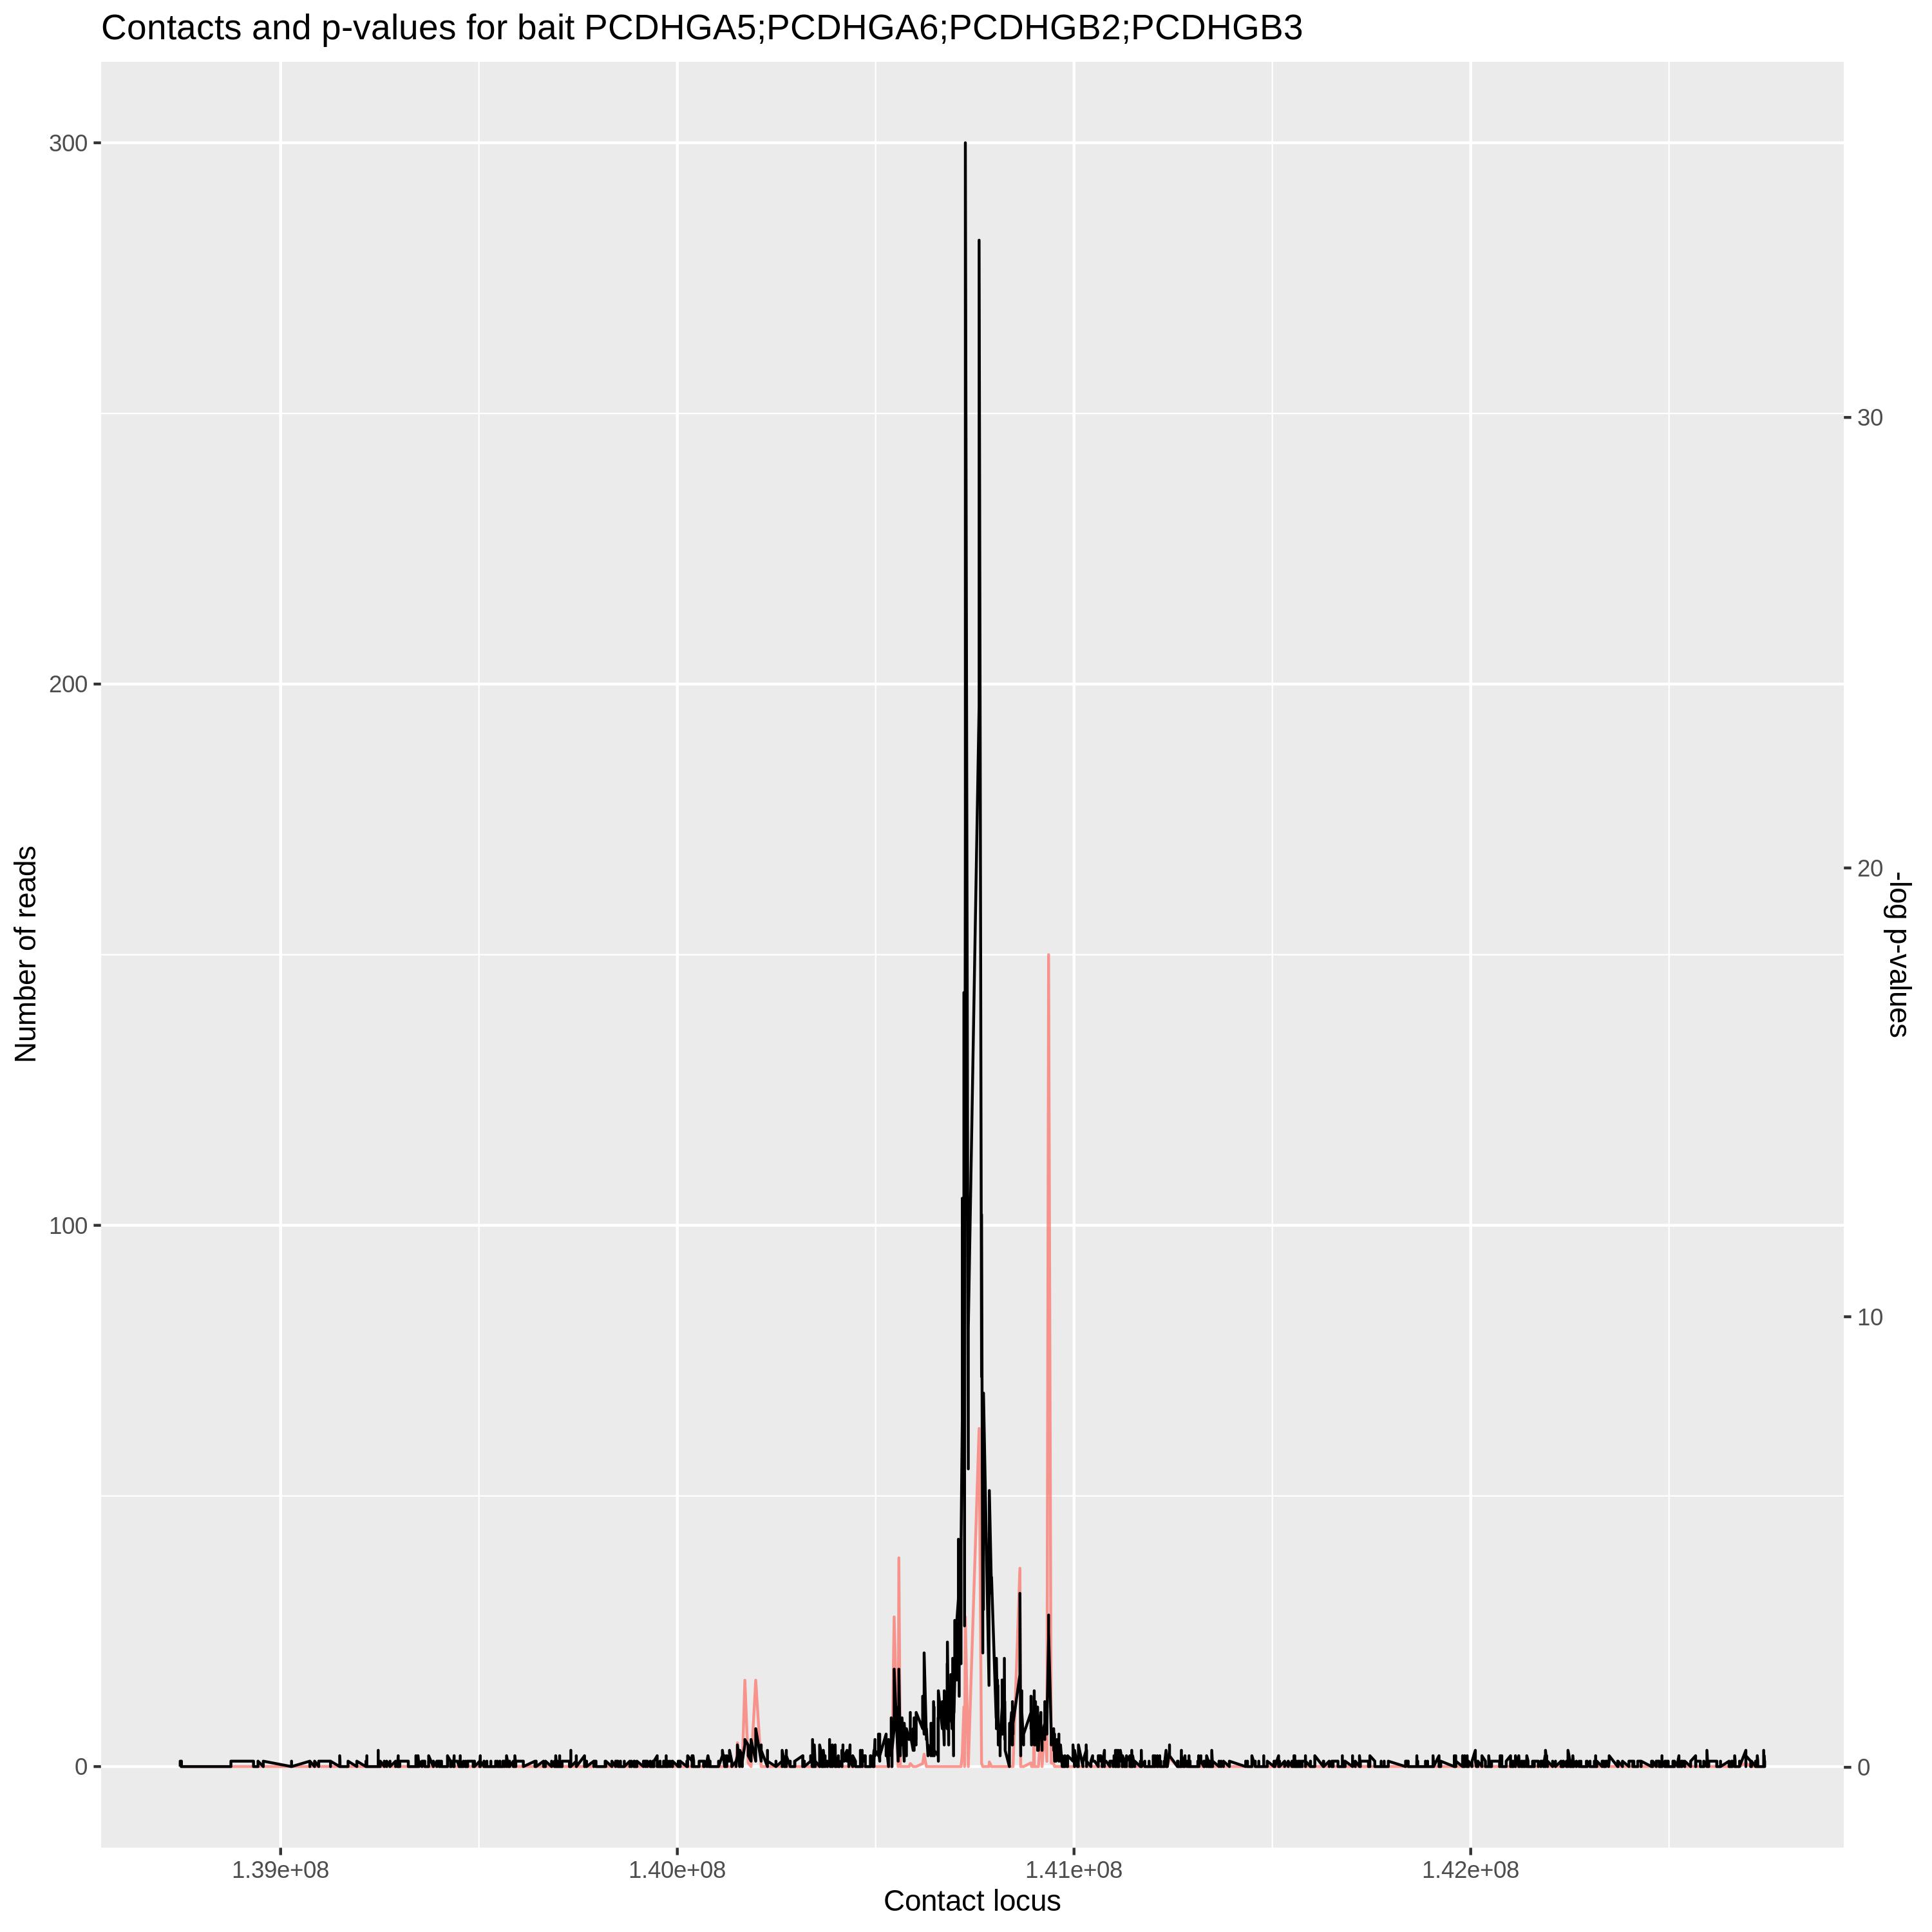 Contacts and p-values for bait PCDHGA5;PCDHGA6;PCDHGB2;PCDHGB3
300
200
100
0
Number of reads
30
20
10
0
-log p-values
1.39e+08 1.40e+08 1.41e+08 1.42e+08
Contact locus